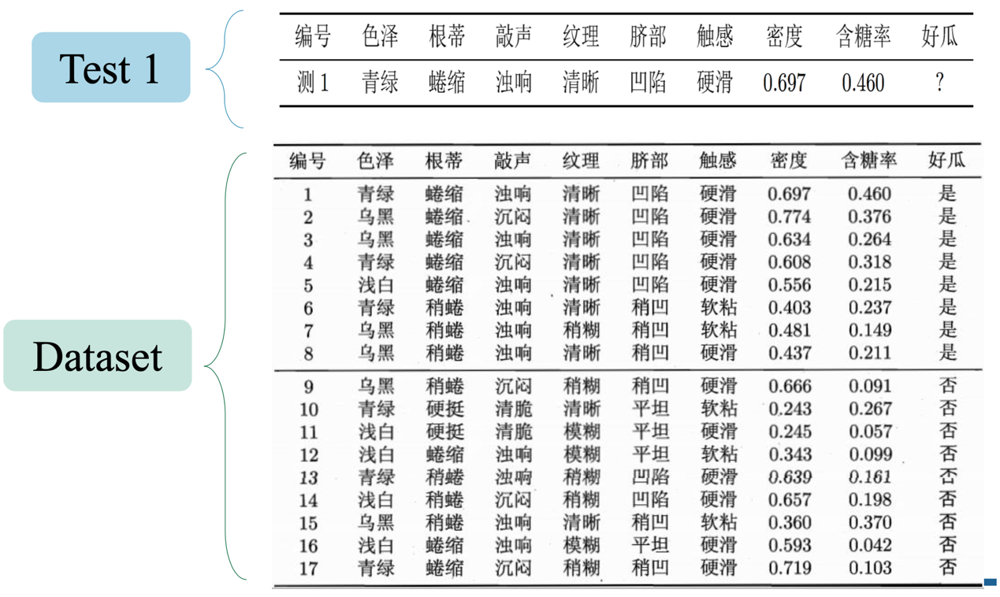 Test 1
编号 色泽 根蒂 敲声 纹理 脐部 触感 密度 含糖率 好瓜
测 1 青绿 蜷缩 浊响 清晰 凹陷 硬滑 0.697 0.460 ?
Dataset
编号 色泽 根蒂 敲声 纹理 脐部 触感 密度 含糖率 好瓜
1 青绿 蜷缩 浊响 清晰 凹陷 硬滑 0.697 0.460 是
2 乌黑 蜷缩 沉闷 清晰 凹陷 硬滑 0.774 0.376 是
3 乌黑 蜷缩 浊响 清晰 凹陷 硬滑 0.634 0.264 是
4 青绿 蜷缩 沉闷 清晰 凹陷 硬滑 0.608 0.318 是
5 浅白 蜷缩 浊响 清晰 凹陷 硬滑 0.556 0.215 是
6 青绿 稍蜷 浊响 清晰 稍凹 软粘 0.403 0.237 是
7 乌黑 稍蜷 浊响 稍糊 稍凹 软粘 0.481 0.149 是
8 乌黑 稍蜷 浊响 清晰 稍凹 硬滑 0.437 0.211 是
9 乌黑 稍蜷 沉闷 稍糊 稍凹 硬滑 0.666 0.091 否
10 青绿 硬挺 清脆 清晰 平坦 软粘 0.243 0.267 否
11 浅白 硬挺 清脆 模糊 平坦 硬滑 0.245 0.057 否
12 浅白 蜷缩 浊响 模糊 平坦 软粘 0.343 0.099 否
13 青绿 稍蜷 浊响 稍糊 凹陷 硬滑 0.639 0.161 否
14 浅白 稍蜷 沉闷 稍糊 凹陷 硬滑 0.657 0.198 否
15 乌黑 稍蜷 浊响 清晰 稍凹 软粘 0.360 0.370 否
16 浅白 蜷缩 浊响 模糊 平坦 硬滑 0.593 0.042 否
17 青绿 蜷缩 沉闷 稍糊 稍凹 硬滑 0.719 0.103 否